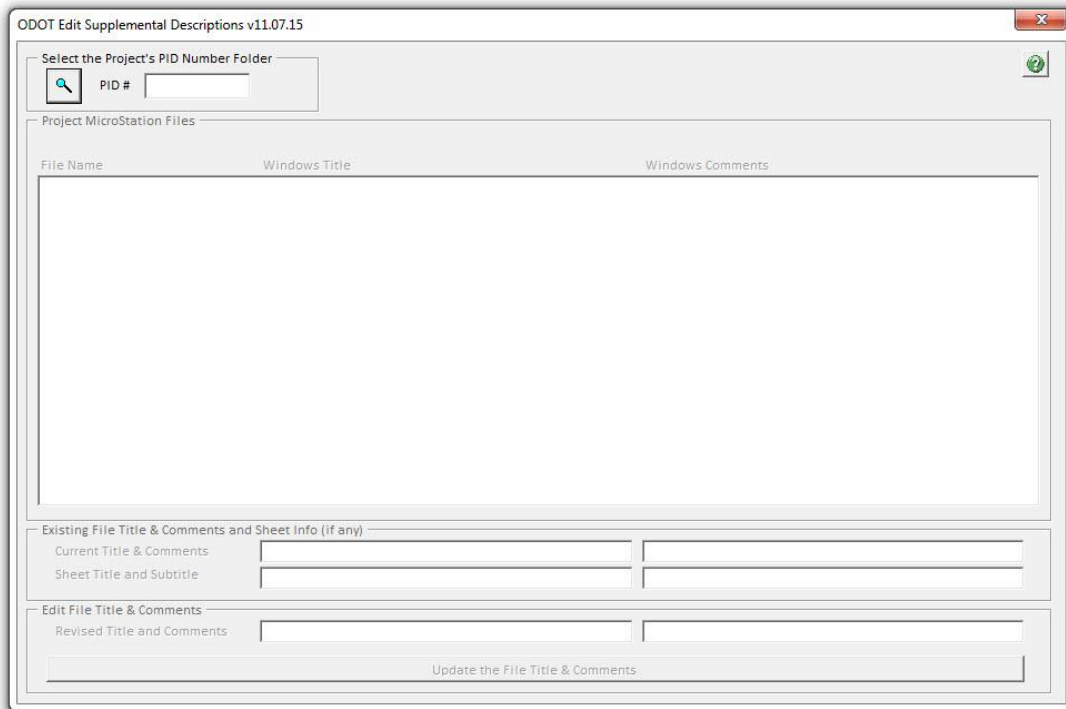 ODOT Edit Supplemental Descriptions v11.07.15
Select the Project's PID Number Folder
PID #
Project MicroStation Files
File Name Windows Title Windows Comments
Existing File Title & Comments and Sheet Info (if any)
Current Title & Comments
Sheet Title and Subtitle
Edit File Title & Comments
Revised Title and Comments
Update the File Title & Comments